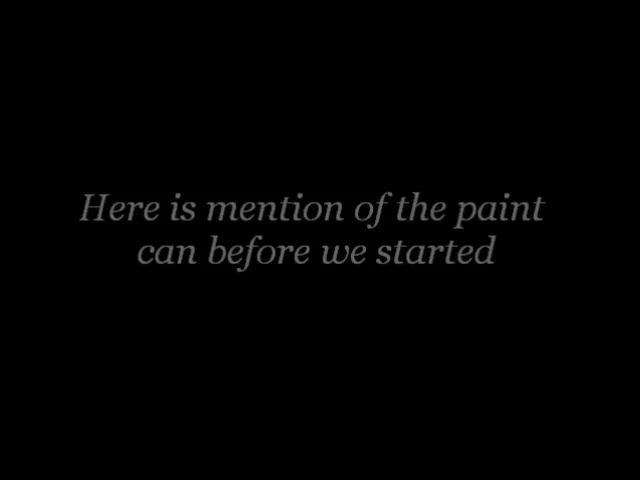 Here is mention of the paint
can before we started